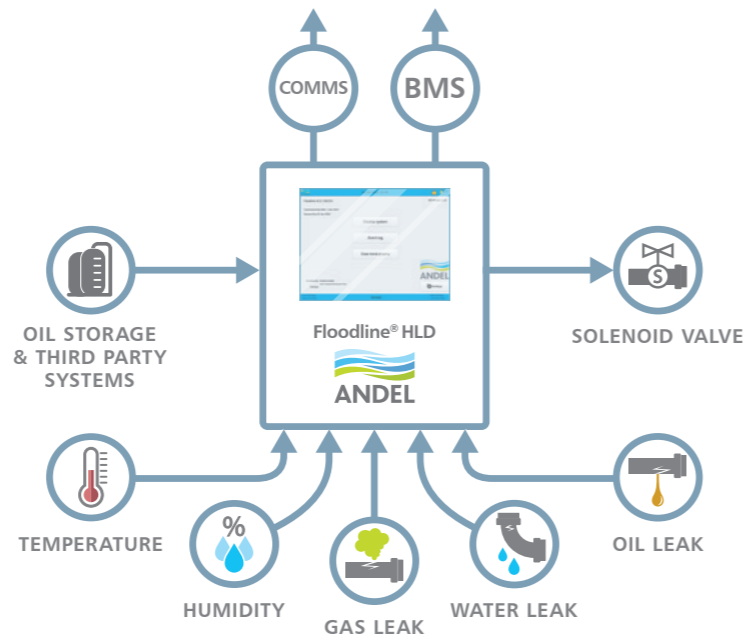 COMMS
BMS
ANDEL
Floodline® HLD
ANDEL
OIL STORAGE
& THIRD PARTY
SYSTEMS
S
SOLENOID VALVE
TEMPERATURE
%
HUMIDITY
GAS LEAK
WATER LEAK
OIL LEAK